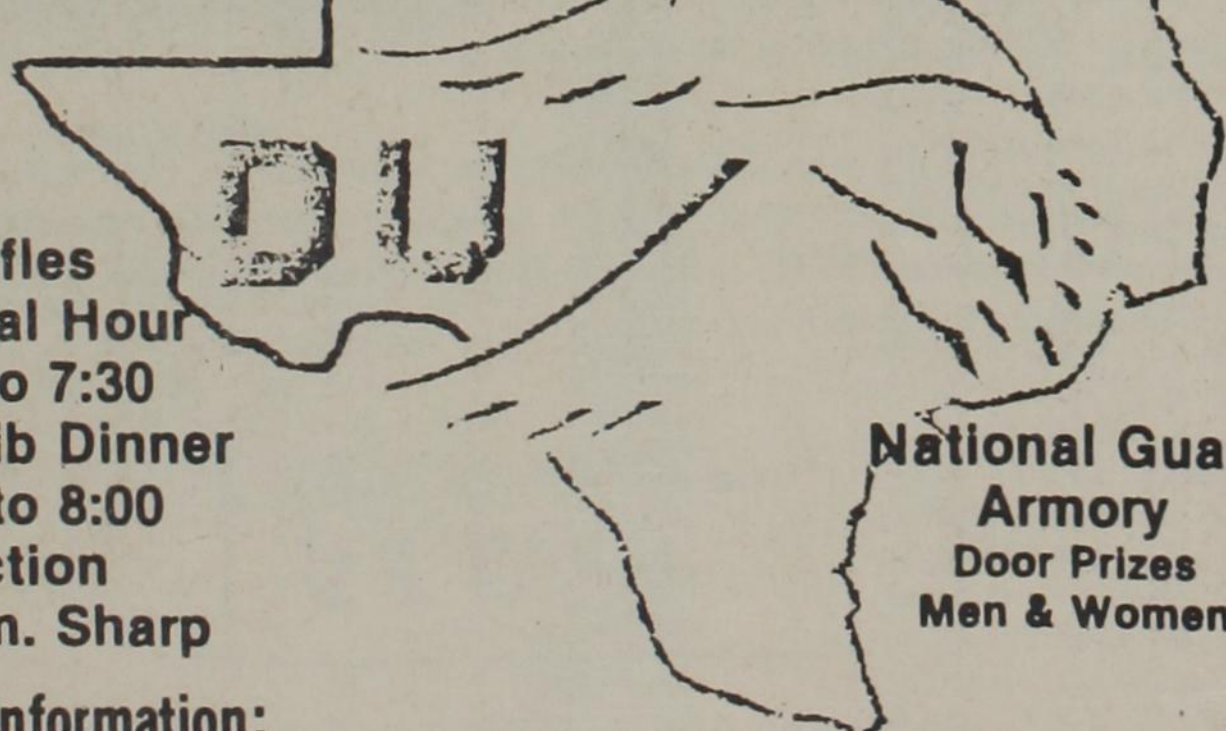 DU
fles
al Hour
o 7:30
ib Dinner
to 8:00
ction
m. Sharp
nformation:
National Gua
Armory
Door Prizes
Men & Women